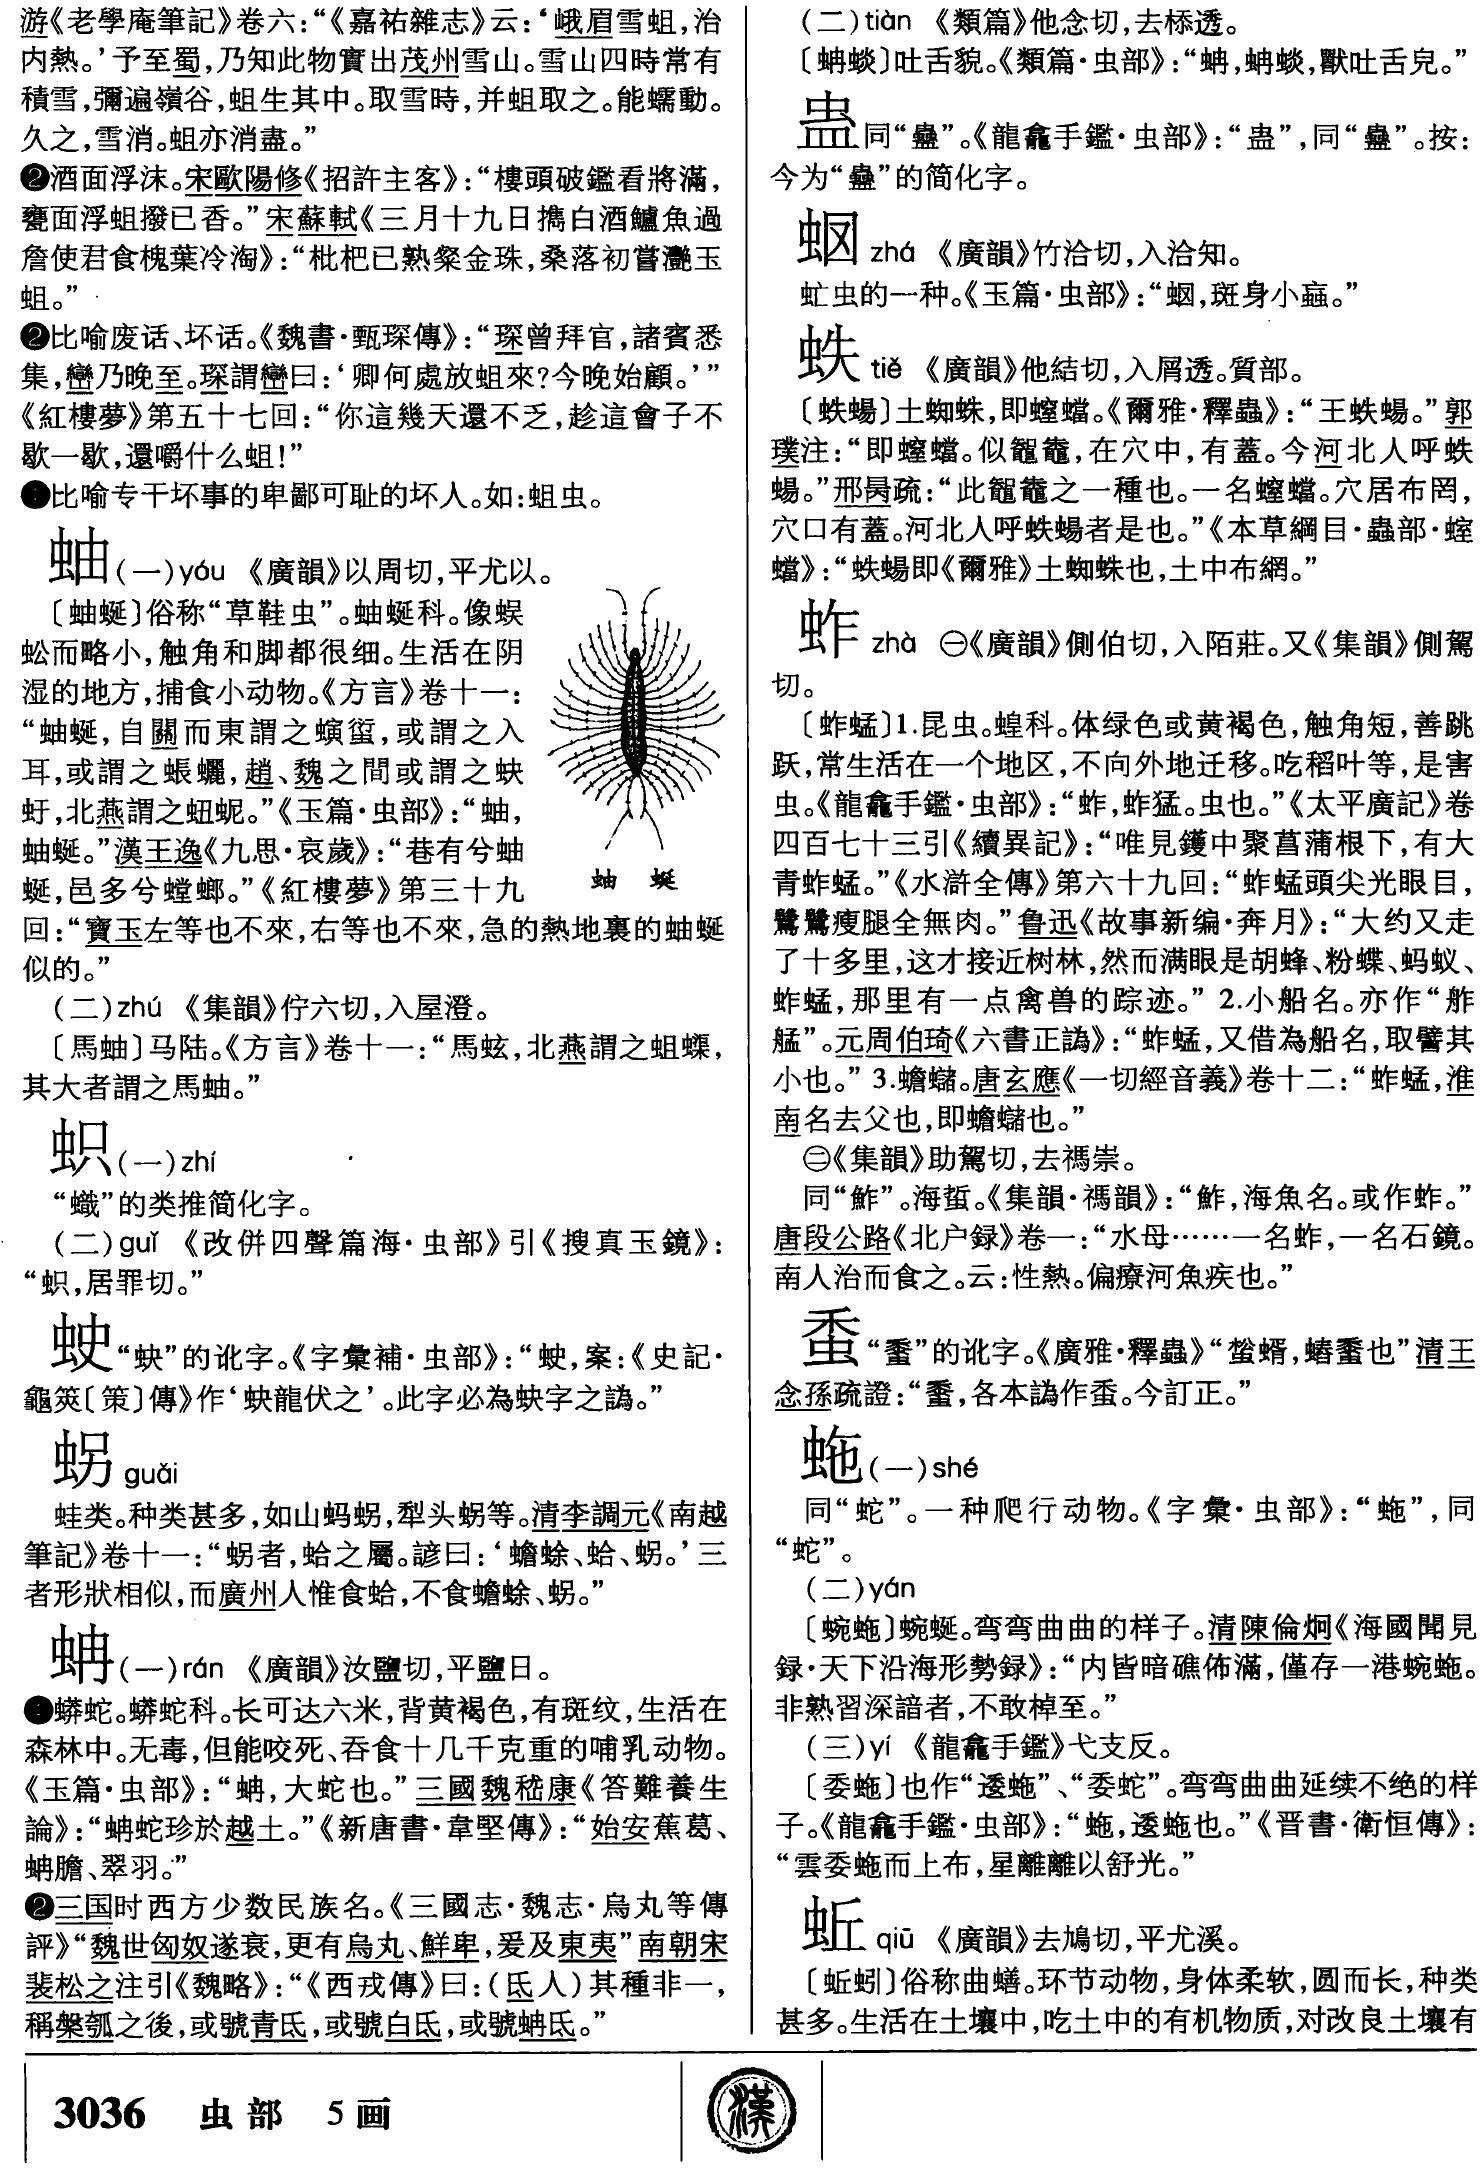 游《老學庵筆記》卷六：“《嘉祐雜志》云：‘峨眉雪蛆，治
内熱。’予至蜀，乃知此物實出茂州雪山。雪山四時常有
積雪，彌遍嶺谷，蛆生其中。取雪時，并蛆取之。能蠕動。
久之，雪消。蛆亦消盡。”
❷酒面浮沫。宋歐陽修《招許主客》：“樓頭破鑑看將滿，
甕面浮蛆撥已香。”宋蘇軾《三月十九日擕白酒鱸魚過
詹使君食槐葉冷淘》：“枇杷已熟粲金珠，桑落初嘗灧玉
蛆。”
❷比喻废话、坏话。《魏書·甄琛傳》：“琛曾拜官，諸賓悉
集，巒乃晚至。琛謂巒曰：‘卿何處放蛆來？今晚始顧。’”
《紅樓夢》第五十七回：“你這幾天還不乏，趁這會子不
歇一歇，還嚼什么蛆！”
❹比喻专干坏事的卑鄙可耻的坏人。如：蛆虫。
蚰(一)yóu 《廣韻》以周切，平尤以。
〔蚰蜒〕俗称“草鞋虫”。蚰蜒科。像蜈
蚣而略小，触角和脚都很细。生活在阴
湿的地方，捕食小动物。《方言》卷十一：
“蚰蜒，自關而東謂之螾䖤，或謂之入
耳，或謂之蜄蠷，趙、魏之間或謂之蚨
虶，北燕謂之蚭蚭。”《玉篇·虫部》：“蚰，
蚰蜒。”漢王逸《九思·哀歲》：“巷有兮蚰
蜒，邑多兮螳螂。”《紅樓夢》第三十九
回：“寶玉左等也不來，右等也不來，急的熱地裏的蚰蜒
似的。”
蚰 蜒
(二)zhú 《集韻》佇六切，入屋澄。
〔馬蚰〕马陆。《方言》卷十一：“馬蚿，北燕謂之蛆蟝，
其大者謂之馬蚰。”
䖨(一)zhí
“蟙”的类推简化字。
(二)guǐ 《改併四聲篇海·虫部》引《搜真玉鏡》：
“䖨，居罪切。”
“蚗”的讹字。《字彙補·虫部》：“，案：《史記·
龜筴〔策〕傳》作‘蚗龍伏之’。此字必為蚗字之譌。”
蛚 guǎi
蛙类。种类甚多，如山蚂，犁头等。清李調元《南越
筆記》卷十一：“者，蛤之屬。諺曰：‘蟾蜍、蛤、。’三
者形狀相似，而廣州人惟食蛤，不食蟾蜍、。”
蚺(一)rán 《廣韻》汝鹽切，平鹽日。
❶蟒蛇。蟒蛇科。长可达六米，背黄褐色，有斑纹，生活在
森林中。无毒，但能咬死、吞食十几千克重的哺乳动物。
《玉篇·虫部》：“蚺，大蛇也。”三國魏嵇康《答難養生
論》：“蚺蛇珍於越土。”《新唐書·韋堅傳》：“始安蕉葛、
蚺膽、翠羽。”
❷三国时西方少数民族名。《三國志·魏志·烏丸等傳
評》“魏世匈奴遂衰，更有烏丸、鮮卑，爰及東夷”南朝宋
裴松之注引《魏略》：“《西戎傳》曰：(氐人)其種非一，
稱槃瓠之後，或號青氐，或號白氐，或號蚺氐。”
(二)tiàn 《類篇》他念切，去㮇透。
〔蚺蛺〕吐舌貌。《類篇·虫部》：“蚺，蚺，獸吐舌皃。”
蛊同“蠱”。《龍龕手鑑·虫部》：“蛊”，同“蠱”。按：
今为“蠱”的简化字。
zhá 《廣韻》竹洽切，入洽知。
虻虫的一种。《玉篇·虫部》：“，斑身小蝱。”
蛈 tiě 《廣韻》他結切，入屑透。質部。
〔蛈蝪〕土蜘蛛，即螲蟷。《爾雅·釋蟲》：“王蛈蝪。”郭
璞注：“即螲蟷。似鼅鼄，在穴中，有蓋。今河北人呼蛈
蝪。”邢昺疏：“此鼅鼄之一種也。一名螲蟷。穴居布罔，
穴口有蓋。河北人呼蛈蝪者是也。”《本草綱目·蟲部·螲
蟷》：“蛈蝪即《爾雅》土蜘蛛也，土中布網。”
蚱 zhà ㊀《廣韻》側伯切，入陌莊。又《集韻》側駕
切。
〔蚱蜢〕1.昆虫。蝗科。体绿色或黄褐色，触角短，善跳
跃，常生活在一个地区，不向外地迁移。吃稻叶等，是害
虫。《龍龕手鑑·虫部》：“蚱，蚱猛。虫也。”《太平廣記》卷
四百七十三引《續異記》：“唯見鑊中聚菖蒲根下，有大
青蚱蜢。”《水滸全傳》第六十九回：“蚱蜢頭尖光眼目，
鷺鷥瘦腿全無肉。”鲁迅《故事新编·奔月》：“大约又走
了十多里，这才接近树林，然而满眼是胡蜂、粉蝶、蚂蚁、
蚱蜢，那里有一点禽兽的踪迹。”2.小船名。亦作“舴
艋”。元周伯琦《六書正譌》：“蚱蜢，又借為船名，取譬其
小也。”3.蟾蠩。唐玄應《一切經音義》卷十二：“蚱蜢，淮
南名去父也，即蟾蠩也。”
㊁《集韻》助駕切，去禡崇。
同“鮓”。海蜇。《集韻·禡韻》：“鮓，海魚名。或作蚱。”
唐段公路《北户録》卷一：“水母……一名蚱，一名石鏡。
南人治而食之。云：性熱。偏療河魚疾也。”
“䖵”的讹字。《廣雅·釋蟲》“蛩蝑，蝽也”清王
念孫疏證：“，各本譌作。今訂正。”
虵(一)shé
同“蛇”。一种爬行动物。《字彙·虫部》：“䖳”，同
“蛇”。
(二)yán
〔蜿〕蜿蜒。弯弯曲曲的样子。清陳倫炯《海國聞見
録·天下沿海形勢録》：“内皆暗礁佈滿，僅存一港蜿。
非熟習深諳者，不敢棹至。”
(三)yí 《龍龕手鑑》弋支反。
〔委〕也作“逶”、“委蛇”。弯弯曲曲延续不绝的样
子。《龍龕手鑑·虫部》：“，逶也。”《晋書·衛恒傳》：
“雲委而上布，星離離以舒光。”
蚯 qiū 《廣韻》去鳩切，平尤溪。
〔蚯蚓〕俗称曲蟮。环节动物，身体柔软，圆而长，种类
甚多。生活在土壤中，吃土中的有机物质，对改良土壤有
3036 虫部 5画
漢